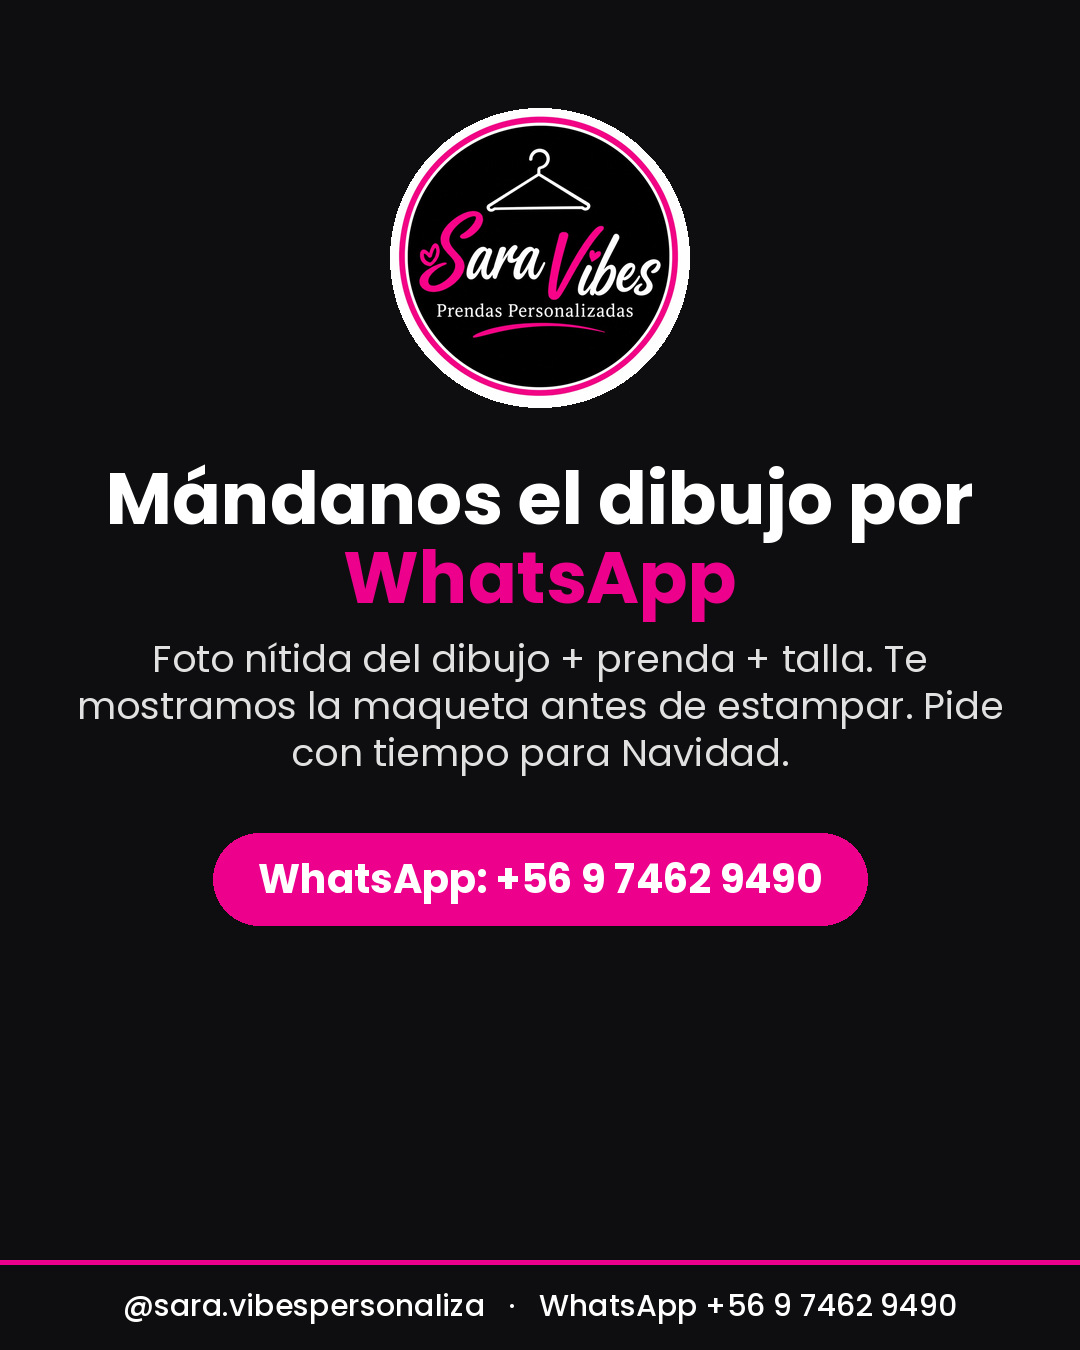 Sara Vibes
Prendas Personalizadas
Mándanos el dibujo por
WhatsApp
Foto nítida del dibujo + prenda + talla. Te
mostramos la maqueta antes de estampar. Pide
con tiempo para Navidad.
WhatsApp: +56 9 7462 9490
@sara.vibespersonaliza · WhatsApp +56 9 7462 9490